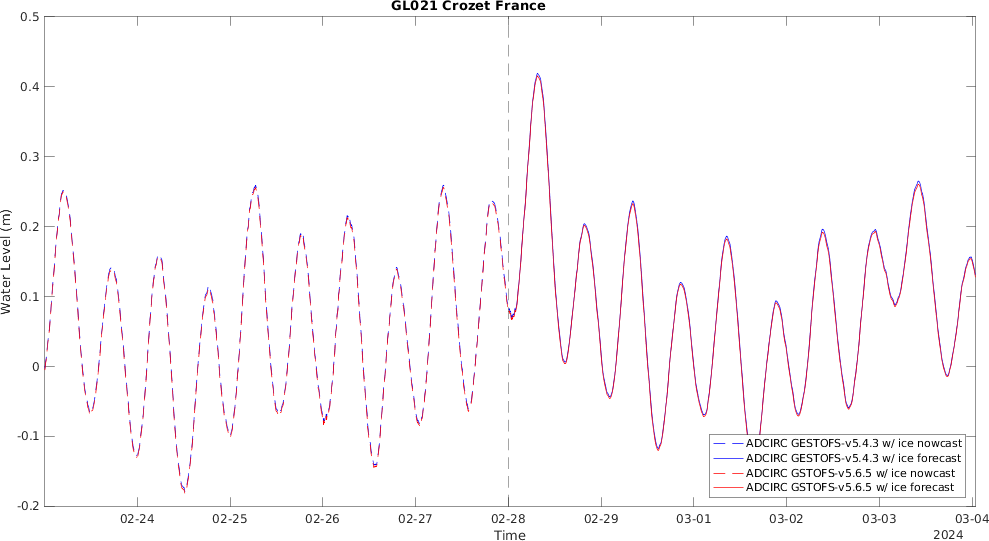 GL021 Crozet France
0.5
0.4
0.3
0.2
0.1
0
-0.1
-0.2
Water Level (m)
ADCIRC GESTOFS-v5.4.3 w/ ice nowcast
ADCIRC GESTOFS-v5.4.3 w/ ice forecast
ADCIRC GSTOFS-v5.6.5 w/ ice nowcast
ADCIRC GSTOFS-v5.6.5 w/ ice forecast
02-24 02-25 02-26 02-27 02-28 02-29 03-01 03-02 03-03 03-04
Time
2024